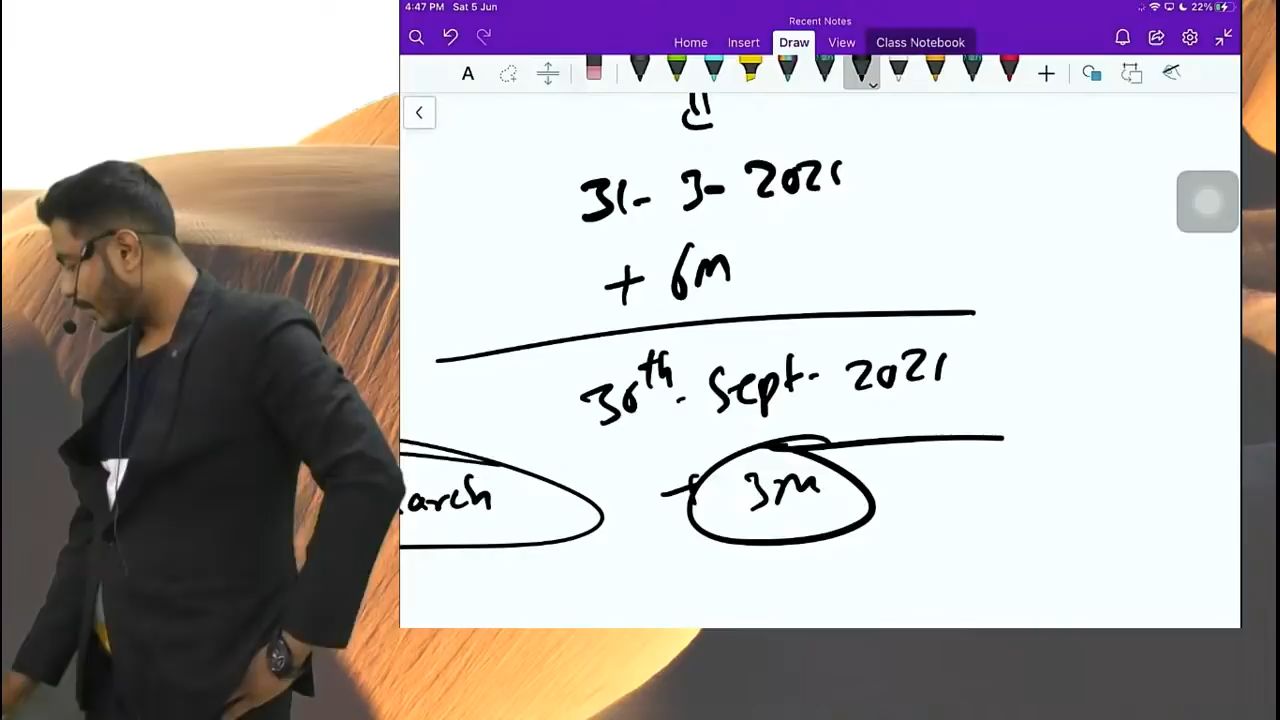 4:47 PM Sat 5 Jun
22%
Recent Notes
Home Insert Draw View Class Notebook
A
31- 3- 2021
+ 6m
30th. Sept- 2021
arch
+ 3m